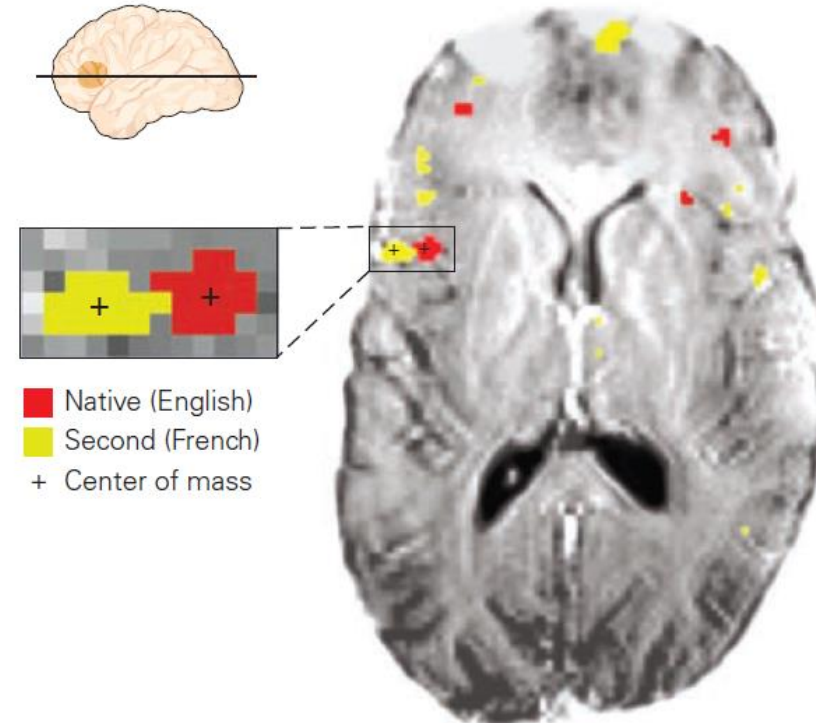 Native (English)
Second (French)
+ Center of mass